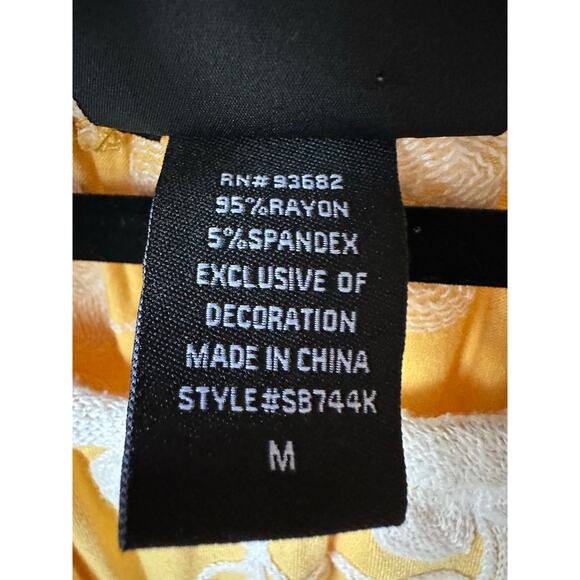 RN# 93682
95%RAYON
5%SPANDEX
EXCLUSIVE OF
DECORATION
MADE IN CHINA
STYLE#SB744K
M